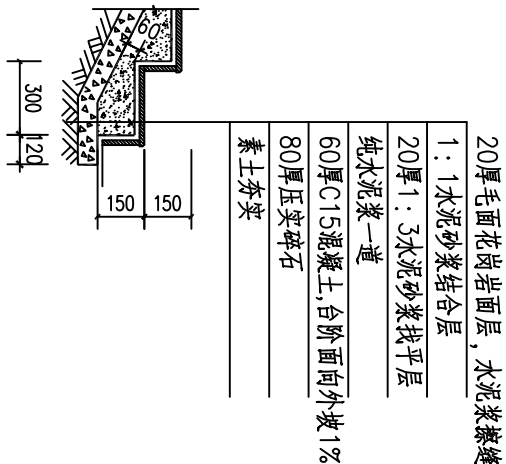 20厚毛面花岗岩面层，水泥浆擦缝
1：1水泥砂浆结合层
20厚1：3水泥砂浆找平层
纯水泥浆一道
60厚C15混凝土,台阶面向外坡1%
80厚压实碎石
素土夯实
60
300
120
150
150